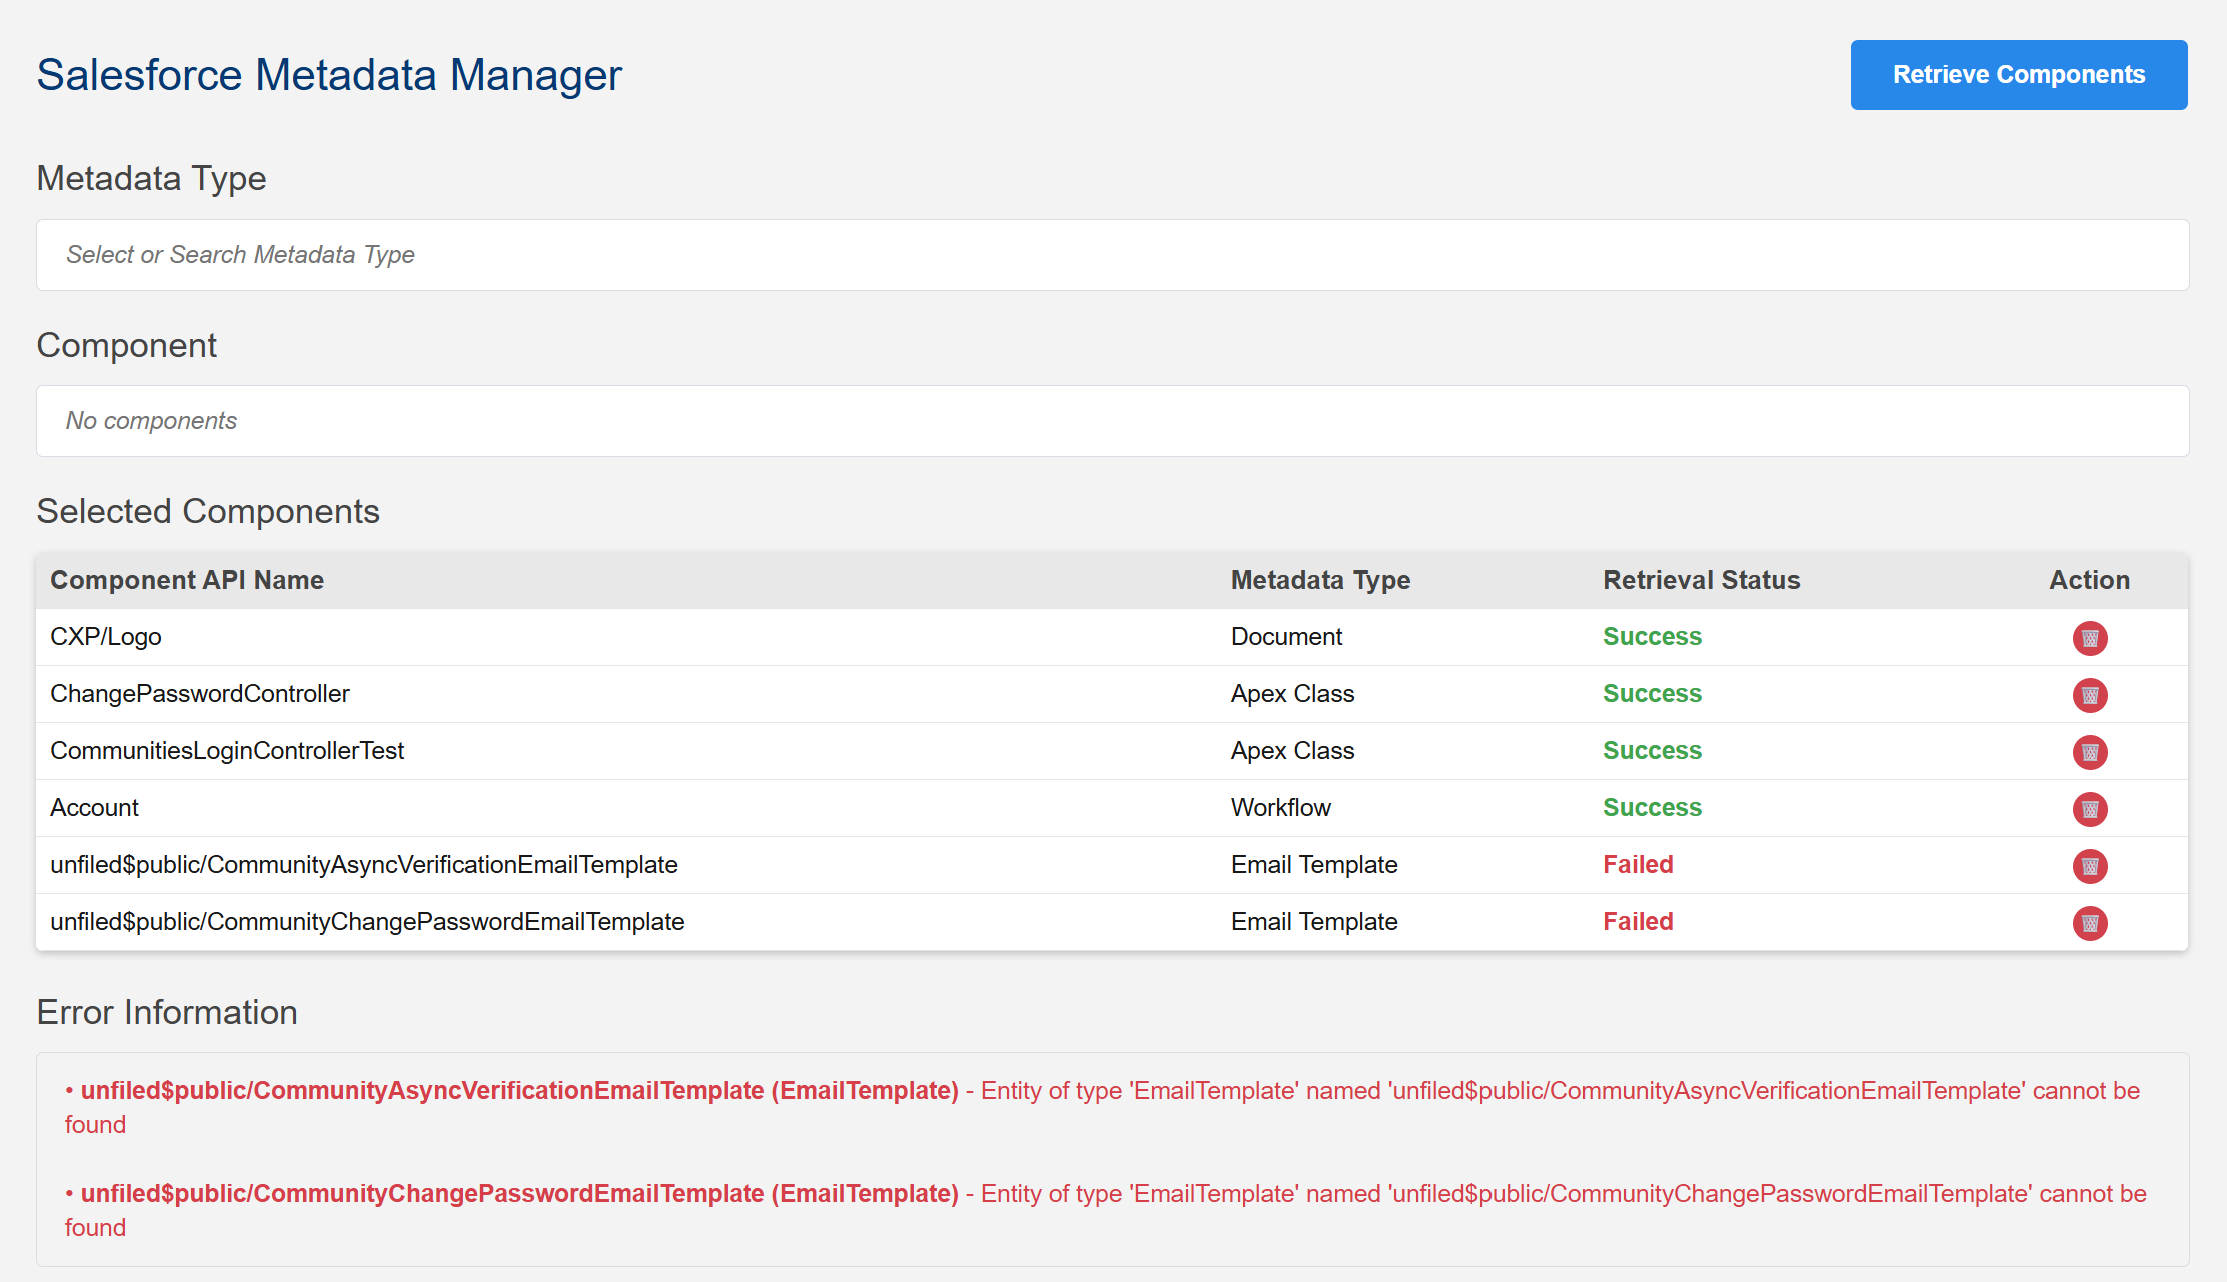 Salesforce Metadata Manager
Retrieve Components
Metadata Type
Select or Search Metadata Type
Component
No components
Selected Components
Component API Name Metadata Type Retrieval Status Action
CXP/Logo Document Success
ChangePasswordController Apex Class Success
CommunitiesLoginControllerTest Apex Class Success
Account Workflow Success
unfiled$public/CommunityAsyncVerificationEmailTemplate Email Template Failed
unfiled$public/CommunityChangePasswordEmailTemplate Email Template Failed
Error Information
• unfiled$public/CommunityAsyncVerificationEmailTemplate (EmailTemplate) - Entity of type 'EmailTemplate' named 'unfiled$public/CommunityAsyncVerificationEmailTemplate' cannot be
found
• unfiled$public/CommunityChangePasswordEmailTemplate (EmailTemplate) - Entity of type 'EmailTemplate' named 'unfiled$public/CommunityChangePasswordEmailTemplate' cannot be
found